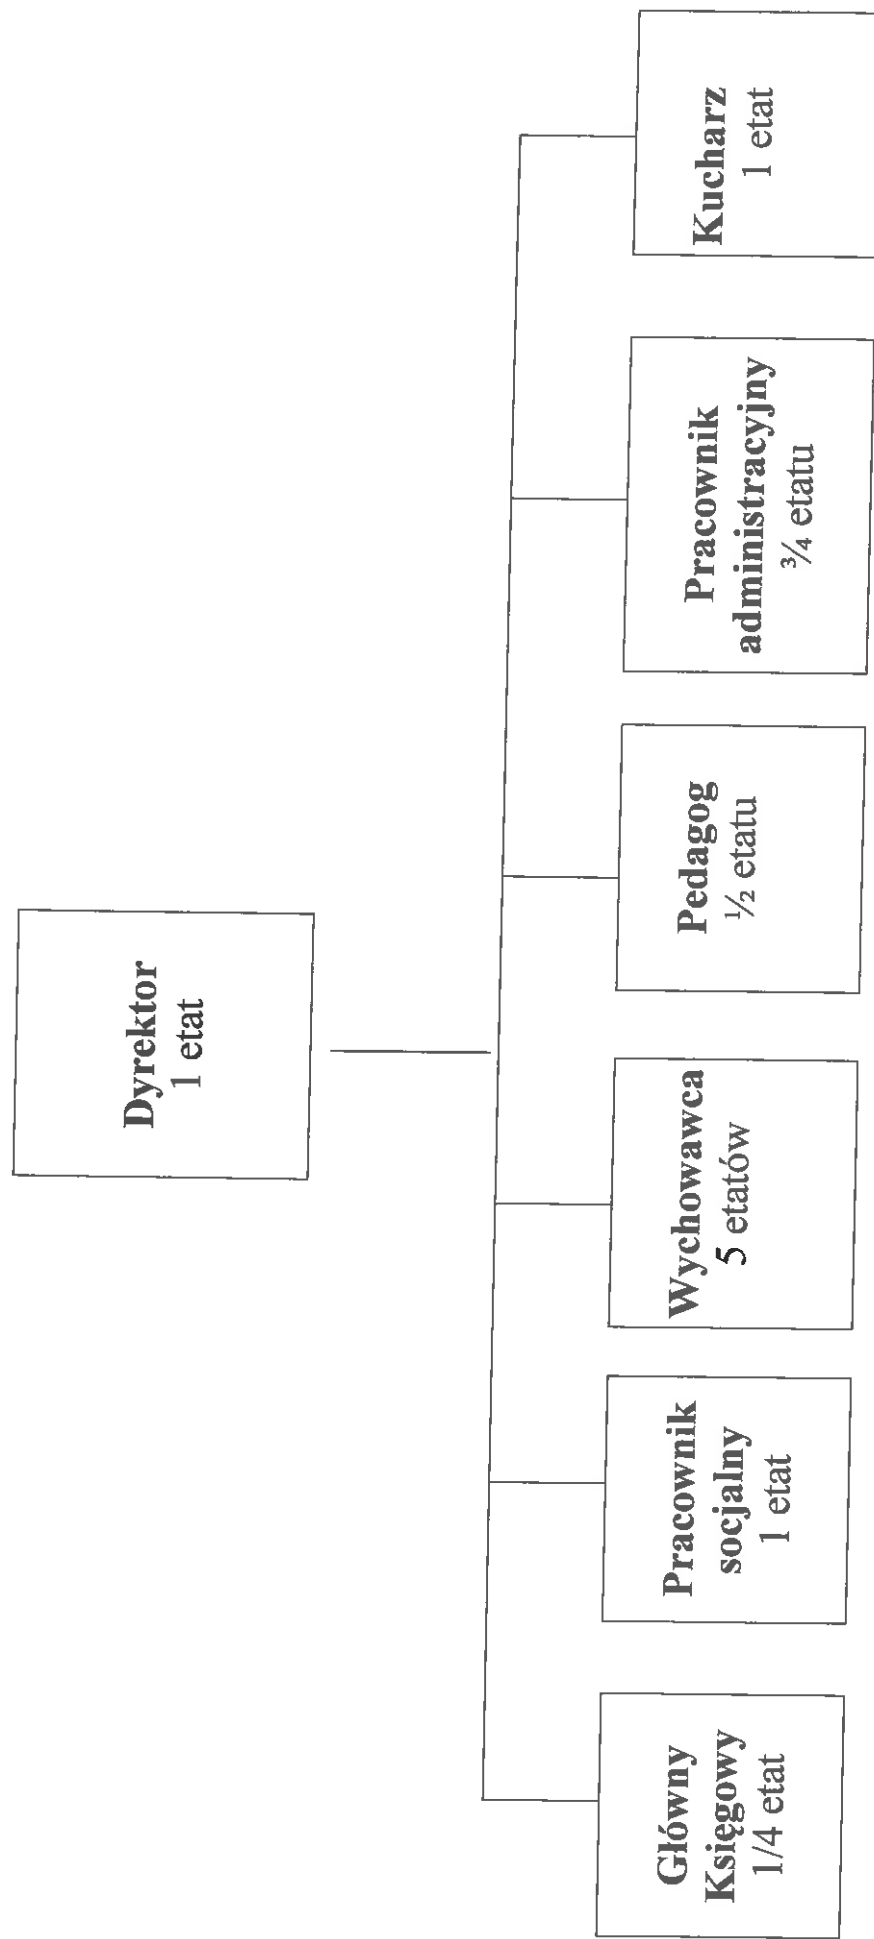 Dyrektor
1 etat
Główny
Księgowy
1/4 etat
Pracownik
socjalny
1 etat
Wychowawca
5 etatów
Pedagog
½ etatu
Pracownik
administracyjny
¾ etatu
Kucharz
1 etat